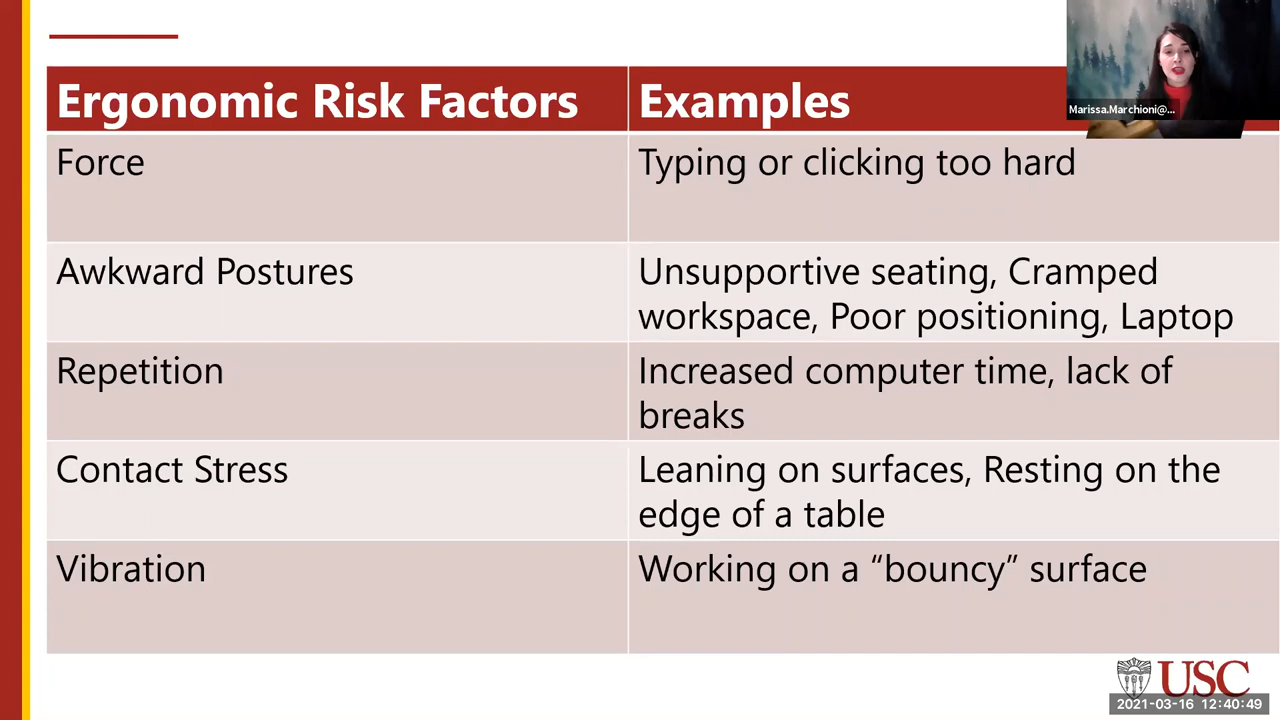 Ergonomic Risk Factors
Examples
Marissa.Marchioni@...
Force
Typing or clicking too hard
Awkward Postures
Unsupportive seating, Cramped
workspace, Poor positioning, Laptop
Repetition
Increased computer time, lack of
breaks
Contact Stress
Leaning on surfaces, Resting on the
edge of a table
Vibration
Working on a “bouncy” surface
USC
2021-03-16 12:40:49